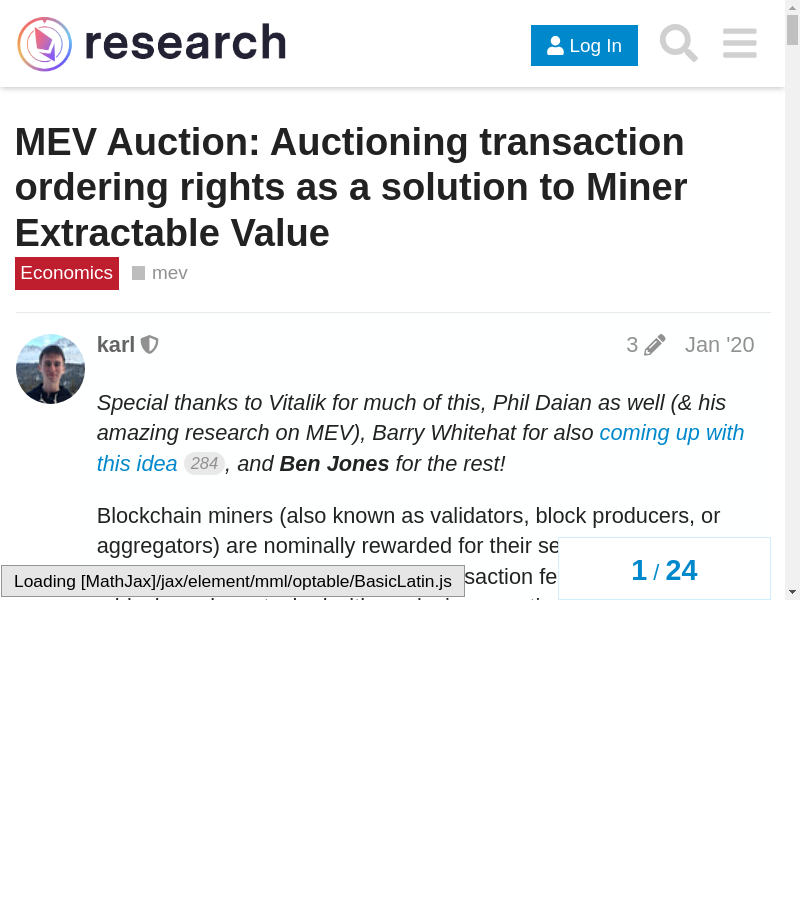 research
Log In
MEV Auction: Auctioning transaction
ordering rights as a solution to Miner
Extractable Value
Economics
mev
karl
3
Jan '20
Special thanks to Vitalik for much of this, Phil Daian as well (& his
amazing research on MEV), Barry Whitehat for also coming up with
this idea 284, and Ben Jones for the rest!
Blockchain miners (also known as validators, block producers, or
aggregators) are nominally rewarded for their se
1 / 24
Loading [MathJax]/jax/element/mml/optable/BasicLatin.js
saction fe